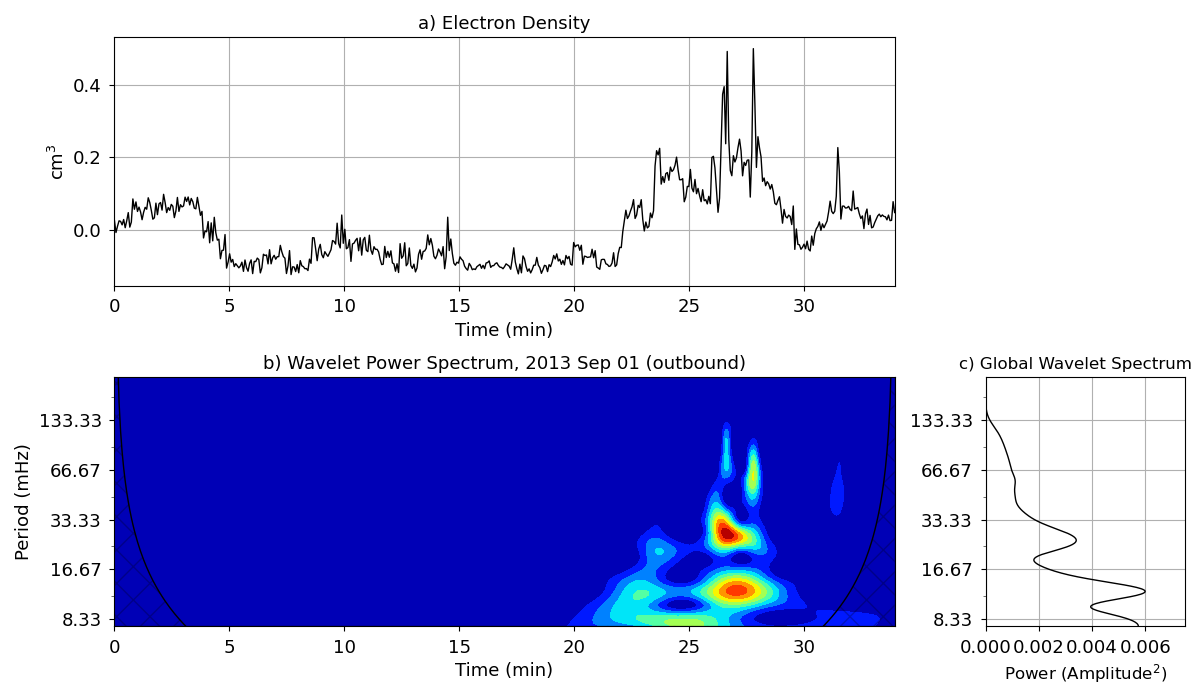 a) Electron Density
cm³
0.4
0.2
0.0
0 5 10 15 20 25 30
Time (min)
b) Wavelet Power Spectrum, 2013 Sep 01 (outbound)
Period (mHz)
133.33
66.67
33.33
16.67
8.33
0 5 10 15 20 25 30
Time (min)
c) Global Wavelet Spectrum
133.33
66.67
33.33
16.67
8.33
0.000 0.002 0.004 0.006
Power (Amplitude²)